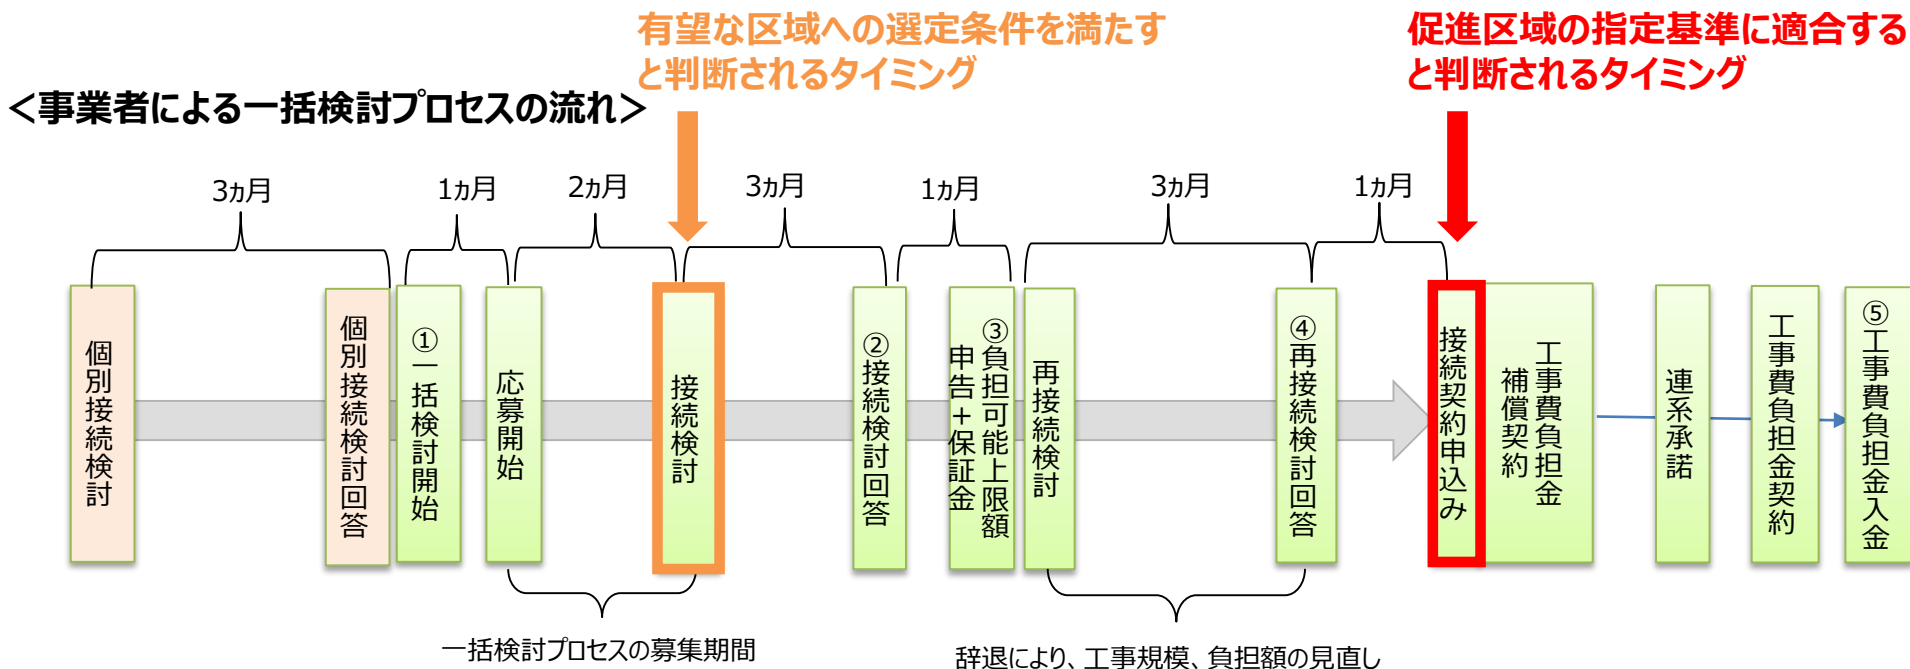 有望な区域への選定条件を満たす
と判断されるタイミング
促進区域の指定基準に適合する
と判断されるタイミング
＜事業者による一括検討プロセスの流れ＞
3ヵ月
1ヵ月
2ヵ月
3ヵ月
1ヵ月
3ヵ月
1ヵ月
個別接続検討
個別接続検討回答
①一括検討開始
応募開始
接続検討
②接続検討回答
③負担可能上限額
申告＋保証金
再接続検討
④再接続検討回答
接続契約申込み
工事費負担金
補償契約
連系承諾
工事費負担金契約
⑤工事費負担金入金
一括検討プロセスの募集期間
辞退により、工事規模、負担額の見直し